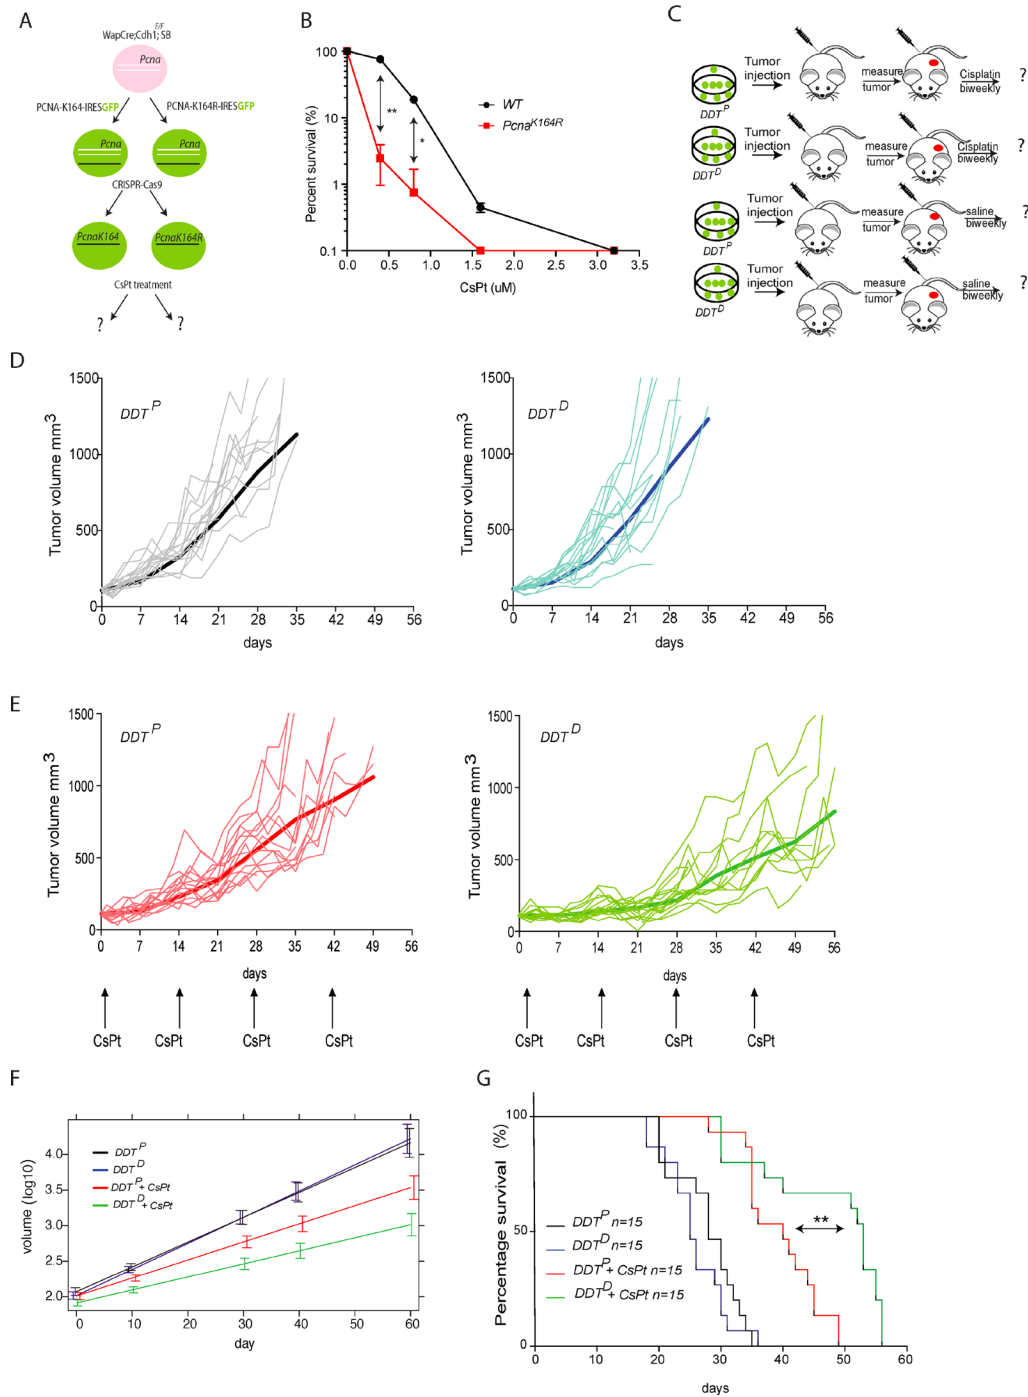 A
WapCre;Cdh1F/F; SB
Pcna
PCNA-K164-IRESGFP
PCNA-K164R-IRESGFP
Pcna
Pcna
CRISPR-Cas9
PcnaK164
PcnaK164R
CsPt treatment
?
?
B
Percent survival (%)
100
10
1
0.1
**
*
WT
PcnaK164R
0.0 0.5 1.0 1.5 2.0 2.5 3.0 3.5
CsPt (uM)
C
Tumor injection
measure tumor
Cisplatin biweekly
?
DDTP
Tumor injection
measure tumor
Cisplatin biweekly
?
DDTD
Tumor injection
measure tumor
saline biweekly
?
DDTP
Tumor injection
measure tumor
saline biweekly
?
DDTD
D
DDTP
Tumor volume mm3
1500
1000
500
0
0 7 14 21 28 35 42 49 56
days
DDTD
Tumor volume mm3
1500
1000
500
0
0 7 14 21 28 35 42 49 56
days
E
DDTP
Tumor volume mm3
1500
1000
500
0
0 7 14 21 28 35 42 49 56
days
CsPt CsPt CsPt CsPt
DDTD
Tumor volume mm3
1500
1000
500
0
0 7 14 21 28 35 42 49 56
days
CsPt CsPt CsPt CsPt
F
volume (log10)
4.0
3.5
3.0
2.5
2.0
DDTP
DDTD
DDTP+ CsPt
DDTD+ CsPt
0 10 20 30 40 50 60
day
G
Percentage survival (%)
100
50
0
**
DDTP n=15
DDTD n=15
DDTP+ CsPt n=15
DDTD+ CsPt n=15
0 10 20 30 40 50 60
days